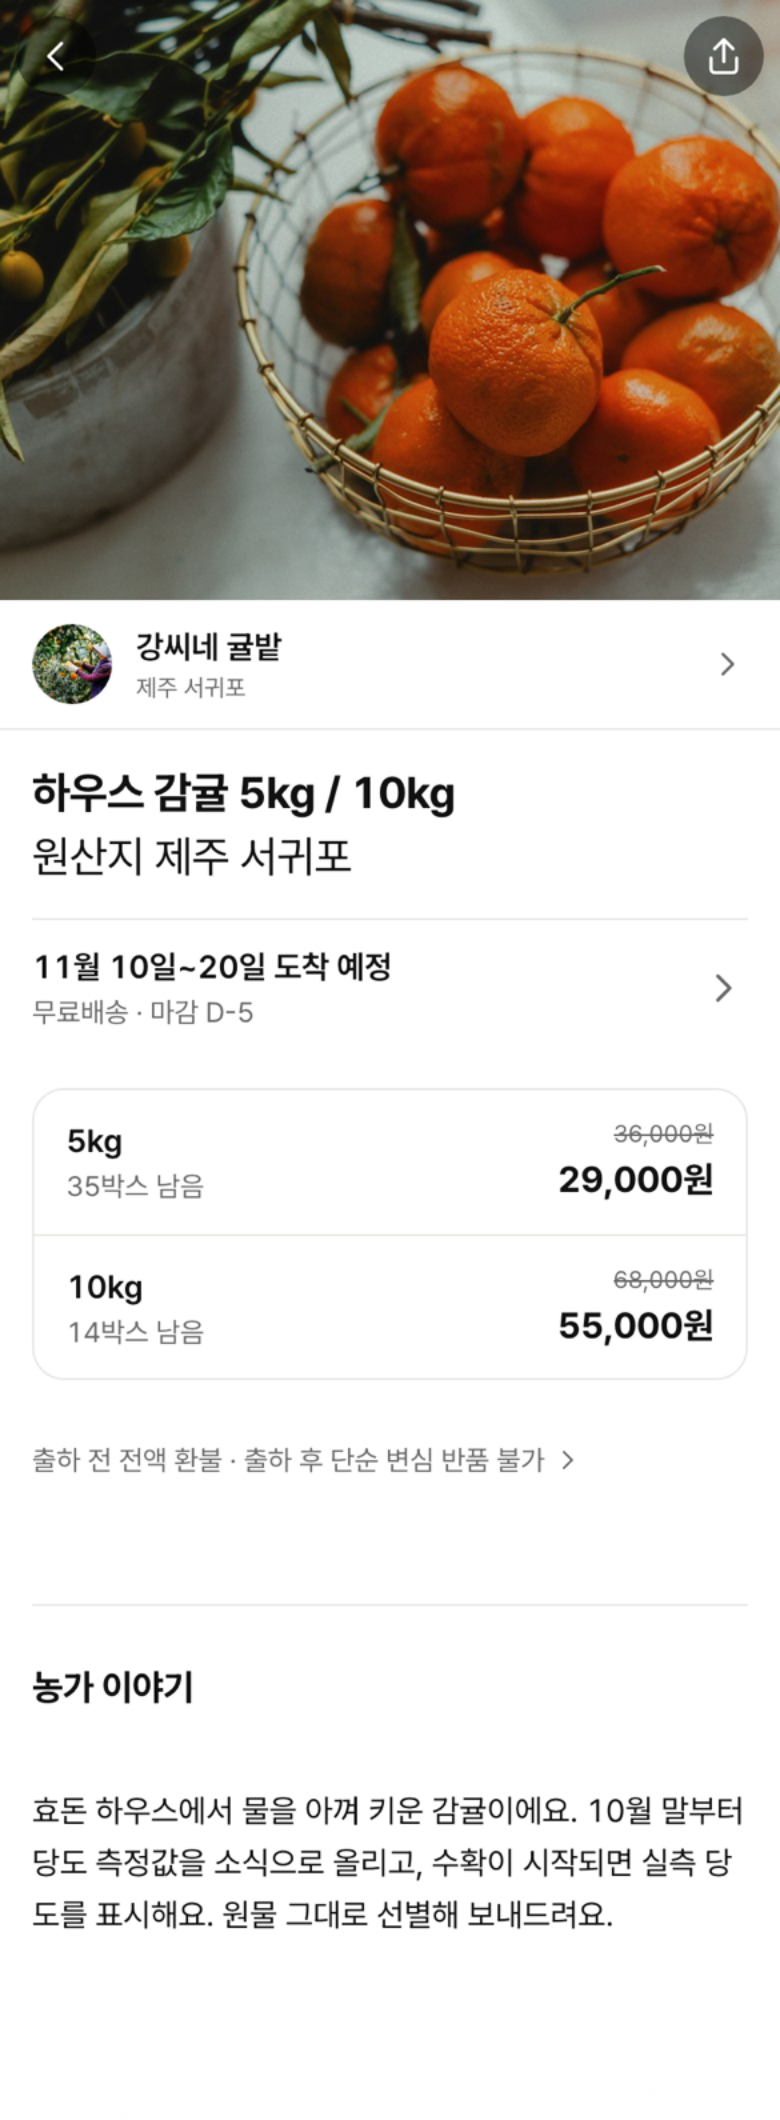 강씨네 귤밭
제주 서귀포
하우스 감귤 5kg / 10kg
원산지 제주 서귀포
11월 10일~20일 도착 예정
무료배송 · 마감 D-5
5kg
36,000원
35박스 남음
29,000원
10kg
68,000원
14박스 남음
55,000원
출하 전 전액 환불 · 출하 후 단순 변심 반품 불가
농가 이야기
효돈 하우스에서 물을 아껴 키운 감귤이에요. 10월 말부터
당도 측정값을 소식으로 올리고, 수확이 시작되면 실측 당
도를 표시해요. 원물 그대로 선별해 보내드려요.